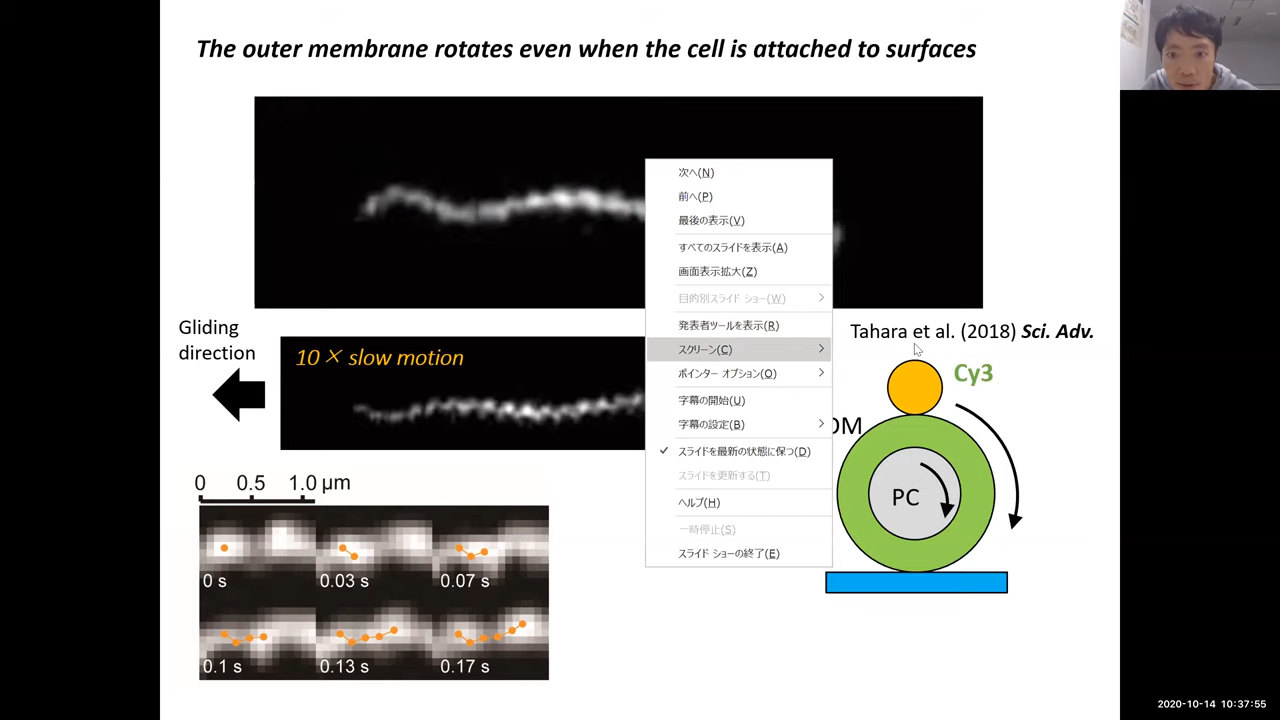 The outer membrane rotates even when the cell is attached to surfaces
次へ(N)
前へ(P)
最後の表示(V)
すべてのスライドを表示(A)
画面表示拡大(Z)
目的別スライド ショー(W)
発表者ツールを表示(R)
スクリーン(C)
ポインター オプション(O)
字幕の開始(U)
字幕の設定(B)
スライドを最新の状態に保つ(D)
スライドを更新する(T)
ヘルプ(H)
一時停止(S)
スライド ショーの終了(E)
Gliding
direction
10 × slow motion
Tahara et al. (2018) Sci. Adv.
Cy3
OM
PC
0 0.5 1.0 μm
0 s 0.03 s 0.07 s
0.1 s 0.13 s 0.17 s
2020-10-14 10:37:55